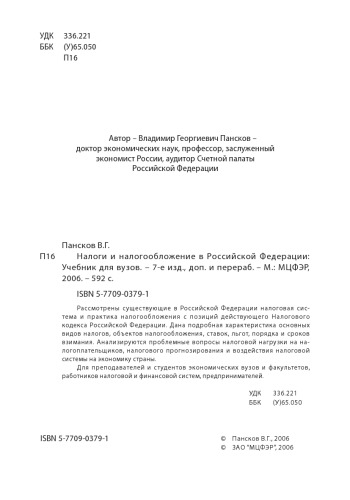 УДК 336.221
ББК (У)65.050
П16
Автор – Владимир Георгиевич Пансков –
доктор экономических наук, профессор, заслуженный
экономист России, аудитор Счетной палаты
Российской Федерации
Пансков В.Г.
П16 Налоги и налогообложение в Российской Федерации:
Учебник для вузов. – 7-е изд., доп. и перераб. – М.: МЦФЭР,
2006. – 592 с.
ISBN 5-7709-0379-1
Рассмотрены существующие в Российской Федерации налоговая сис-
тема и практика налогообложения с позиций действующего Налогового
кодекса Российской Федерации. Дана подробная характеристика основных
видов налогов, объектов налогообложения, ставок, льгот, порядка и сроков
взимания. Анализируются проблемные вопросы налоговой нагрузки на на-
логоплательщиков, налогового прогнозирования и воздействия налоговой
системы на экономику страны.
Для преподавателей и студентов экономических вузов и факультетов,
работников налоговой и финансовой систем, предпринимателей.
УДК 336.221
ББК (У)65.050
ISBN 5-7709-0379-1
© Пансков В.Г., 2006
© ЗАО "МЦФЭР", 2006